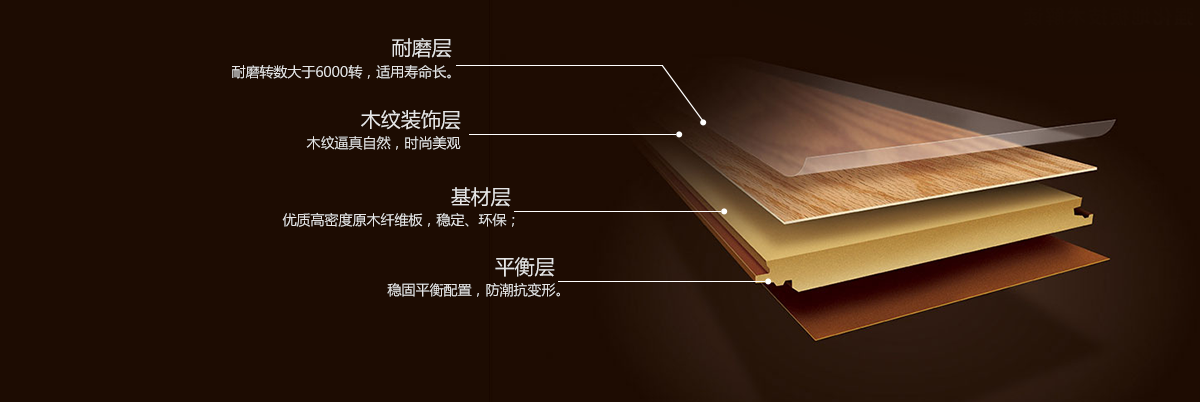 耐磨层
耐磨转数大于6000转，适用寿命长。
木纹装饰层
木纹逼真自然，时尚美观
基材层
优质高密度原木纤维板，稳定、环保；
平衡层
稳固平衡配置，防潮抗变形。